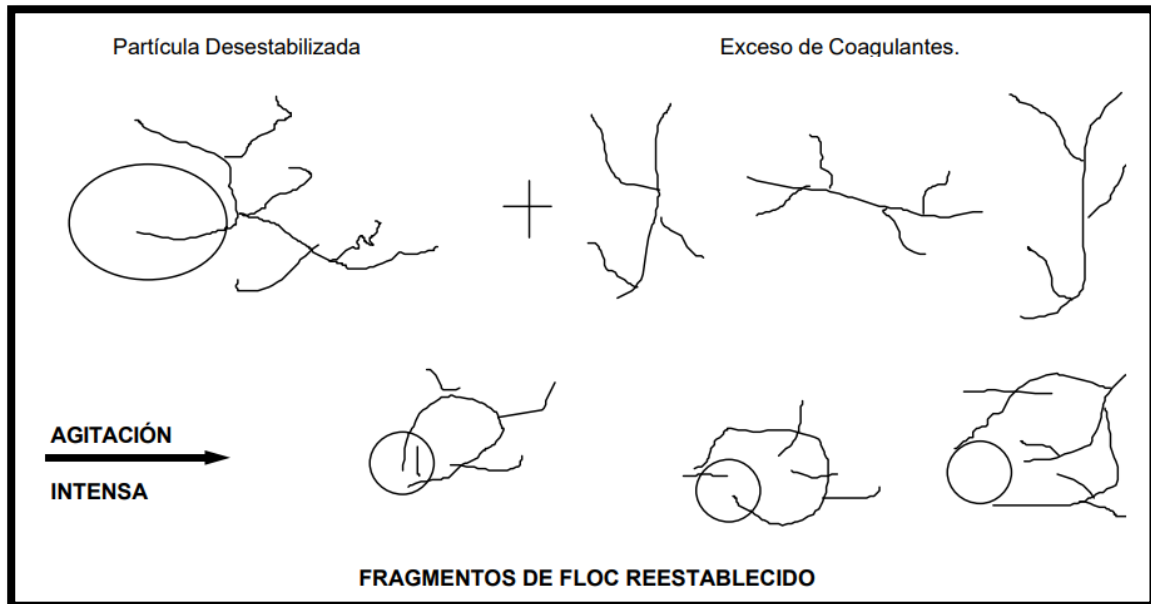 Partícula Desestabilizada
Exceso de Coagulantes.
AGITACIÓN
INTENSA
FRAGMENTOS DE FLOC REESTABLECIDO